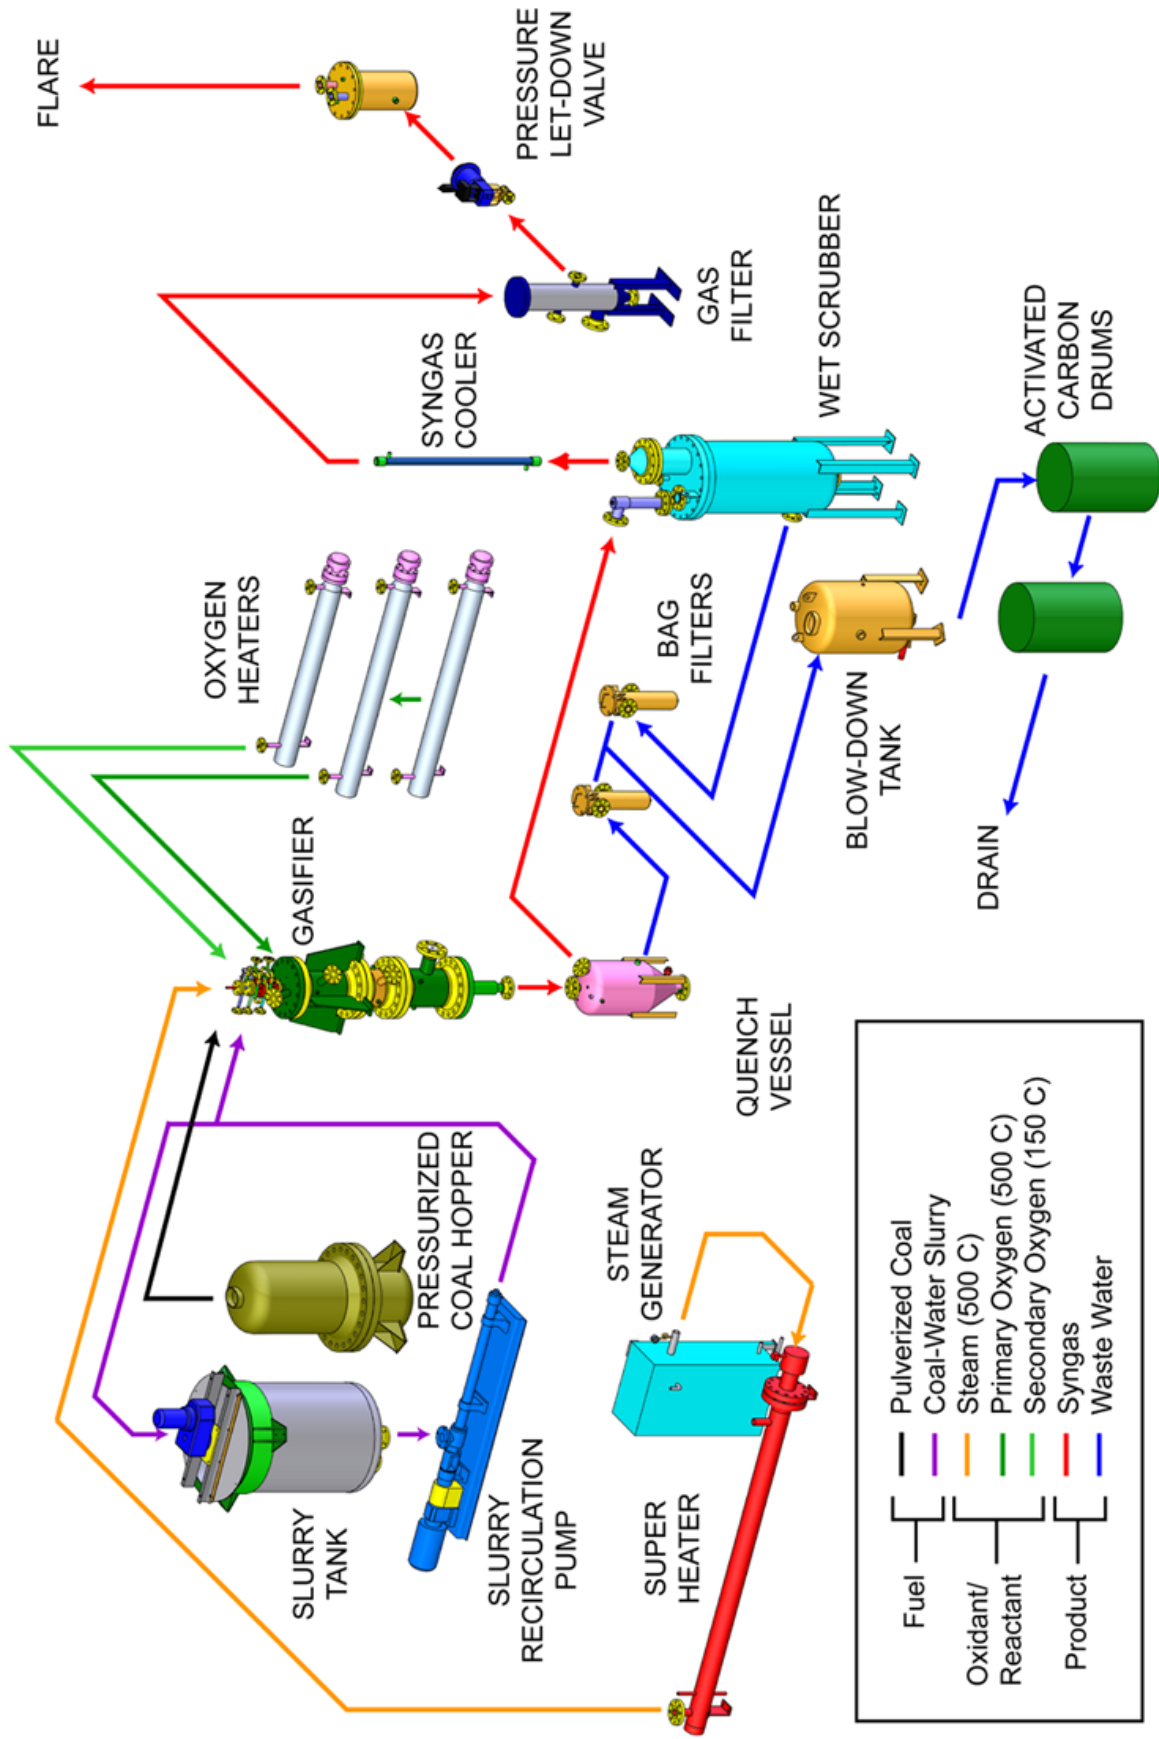 SLURRY
TANK
PRESSURIZED
COAL HOPPER
SLURRY
RECIRCULATION
PUMP
GASIFIER
OXYGEN
HEATERS
SYNGAS
COOLER
FLARE
PRESSURE
LET-DOWN
VALVE
GAS
FILTER
WET SCRUBBER
BAG
FILTERS
STEAM
GENERATOR
SUPER
HEATER
QUENCH
VESSEL
BLOW-DOWN
TANK
ACTIVATED
CARBON
DRUMS
DRAIN
Fuel
Pulverized Coal
Coal-Water Slurry
Oxidant/
Reactant
Steam (500 C)
Primary Oxygen (500 C)
Secondary Oxygen (150 C)
Product
Syngas
Waste Water